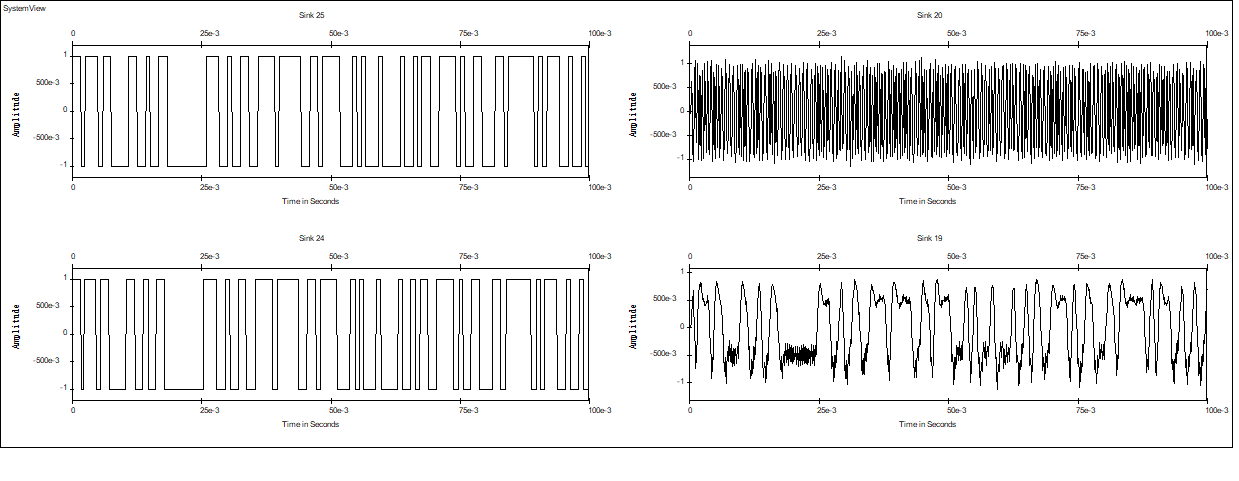 SystemView
Sink 25
0 25e-3 50e-3 75e-3 100e-3
1
500e-3
0
-500e-3
-1
Amplitude
0 25e-3 50e-3 75e-3 100e-3
Time in Seconds
Sink 20
0 25e-3 50e-3 75e-3 100e-3
1
500e-3
0
-500e-3
-1
Amplitude
0 25e-3 50e-3 75e-3 100e-3
Time in Seconds
Sink 24
0 25e-3 50e-3 75e-3 100e-3
1
500e-3
0
-500e-3
-1
Amplitude
0 25e-3 50e-3 75e-3 100e-3
Time in Seconds
Sink 19
0 25e-3 50e-3 75e-3 100e-3
1
500e-3
0
-500e-3
-1
Amplitude
0 25e-3 50e-3 75e-3 100e-3
Time in Seconds